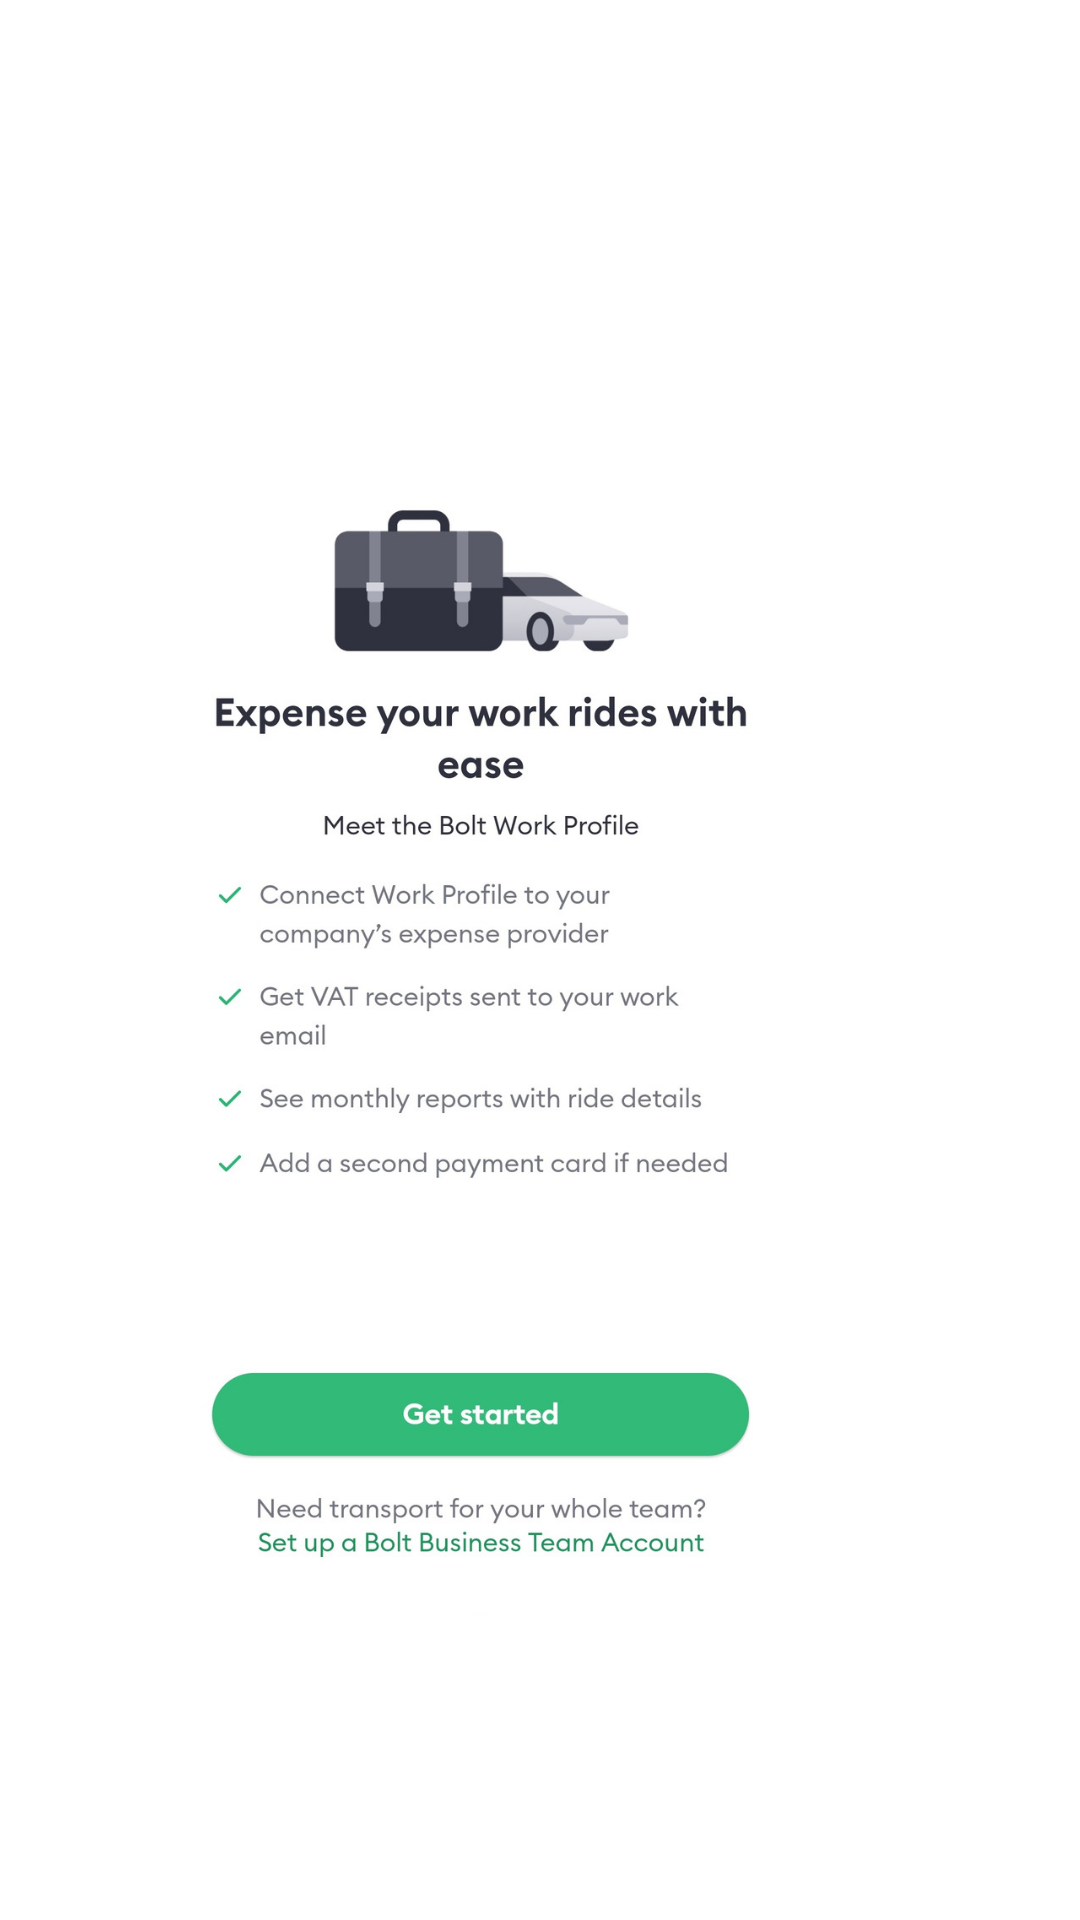 Expense your work rides with
ease
Meet the Bolt Work Profile
Connect Work Profile to your
company’s expense provider
Get VAT receipts sent to your work
email
See monthly reports with ride details
Add a second payment card if needed
Get started
Need transport for your whole team?
Set up a Bolt Business Team Account